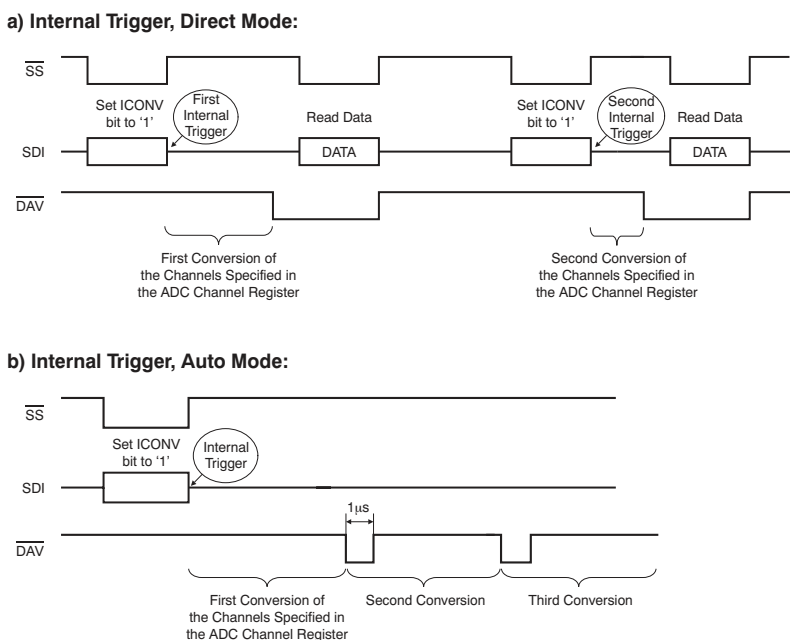 a) Internal Trigger, Direct Mode:
SS
Set ICONV
bit to ‘1’
First
Internal
Trigger
Read Data
Set ICONV
bit to ‘1’
Second
Internal
Trigger
Read Data
SDI
DATA
DATA
DAV
First Conversion of
the Channels Specified in
the ADC Channel Register
Second Conversion of
the Channels Specified in
the ADC Channel Register
b) Internal Trigger, Auto Mode:
SS
Set ICONV
bit to ‘1’
Internal
Trigger
SDI
1μs
DAV
First Conversion of
the Channels Specified in
the ADC Channel Register
Second Conversion
Third Conversion